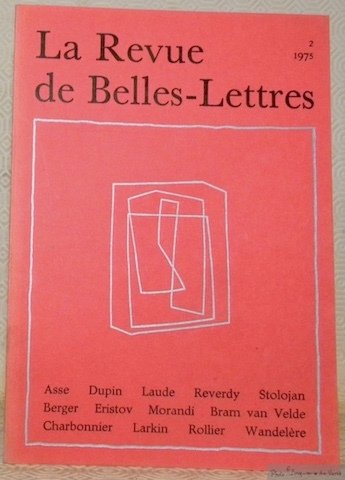 La Revue
de Belles-Lettres
2
1975
Asse Dupin Laude Reverdy Stolojan
Berger Eristov Morandi Bram van Velde
Charbonnier Larkin Rollier Wandelère